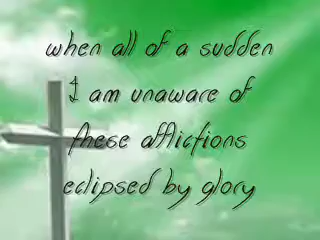 when all of a sudden
I am unaware of
these afflictions
eclipsed by glory